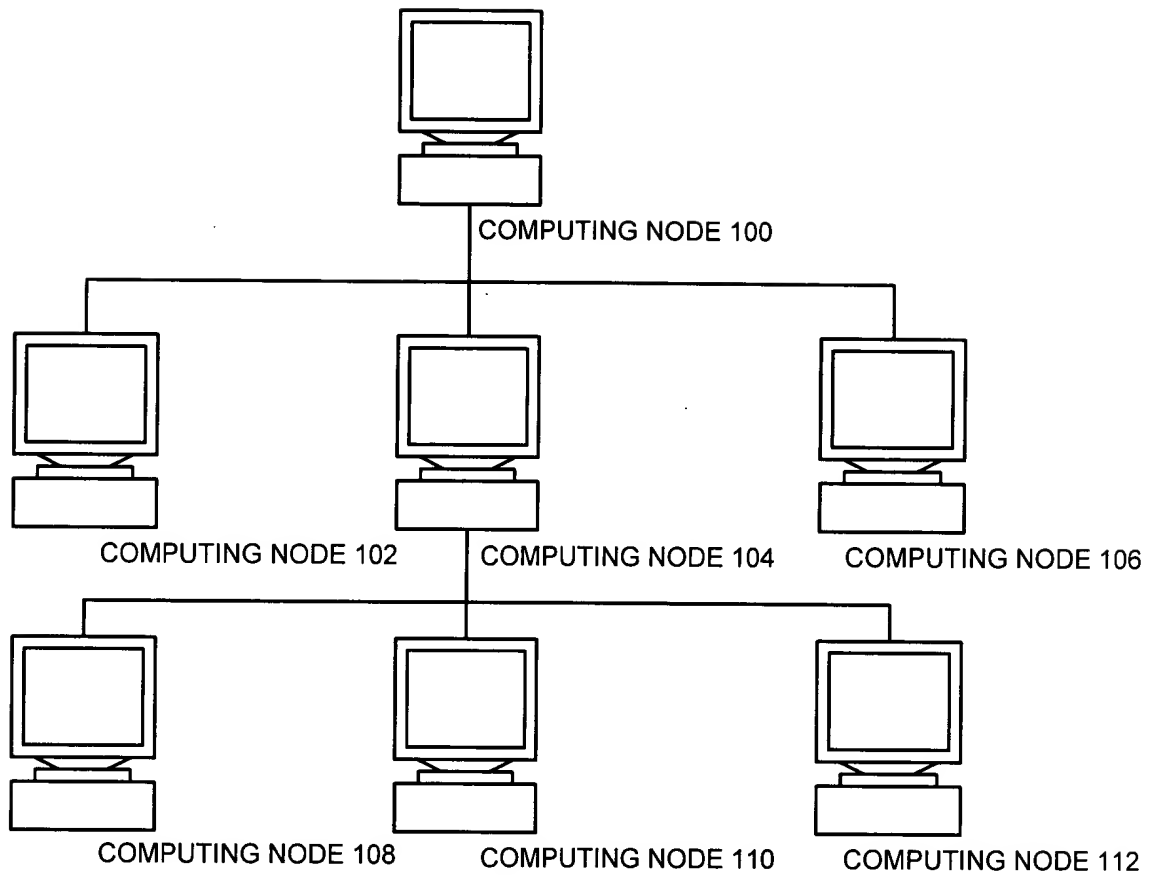 COMPUTING NODE 100
COMPUTING NODE 102
COMPUTING NODE 104
COMPUTING NODE 106
COMPUTING NODE 108
COMPUTING NODE 110
COMPUTING NODE 112